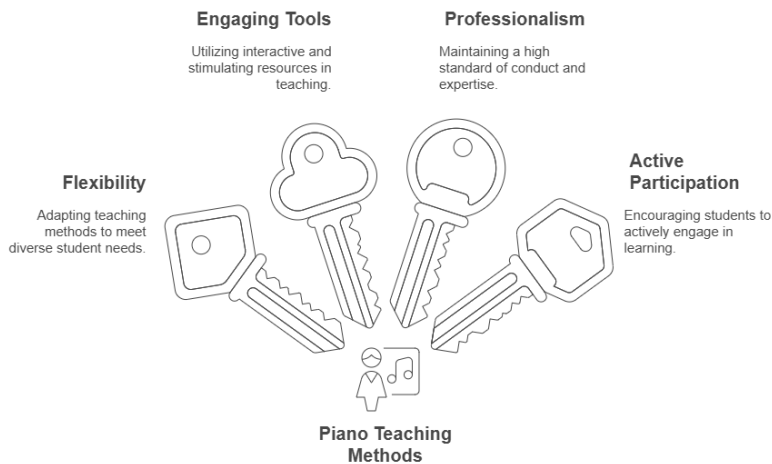 Engaging Tools
Utilizing interactive and
stimulating resources in
teaching.
Professionalism
Maintaining a high
standard of conduct and
expertise.
Flexibility
Adapting teaching
methods to meet
diverse student needs.
Active
Participation
Encouraging students to
actively engage in
learning.
Piano Teaching
Methods